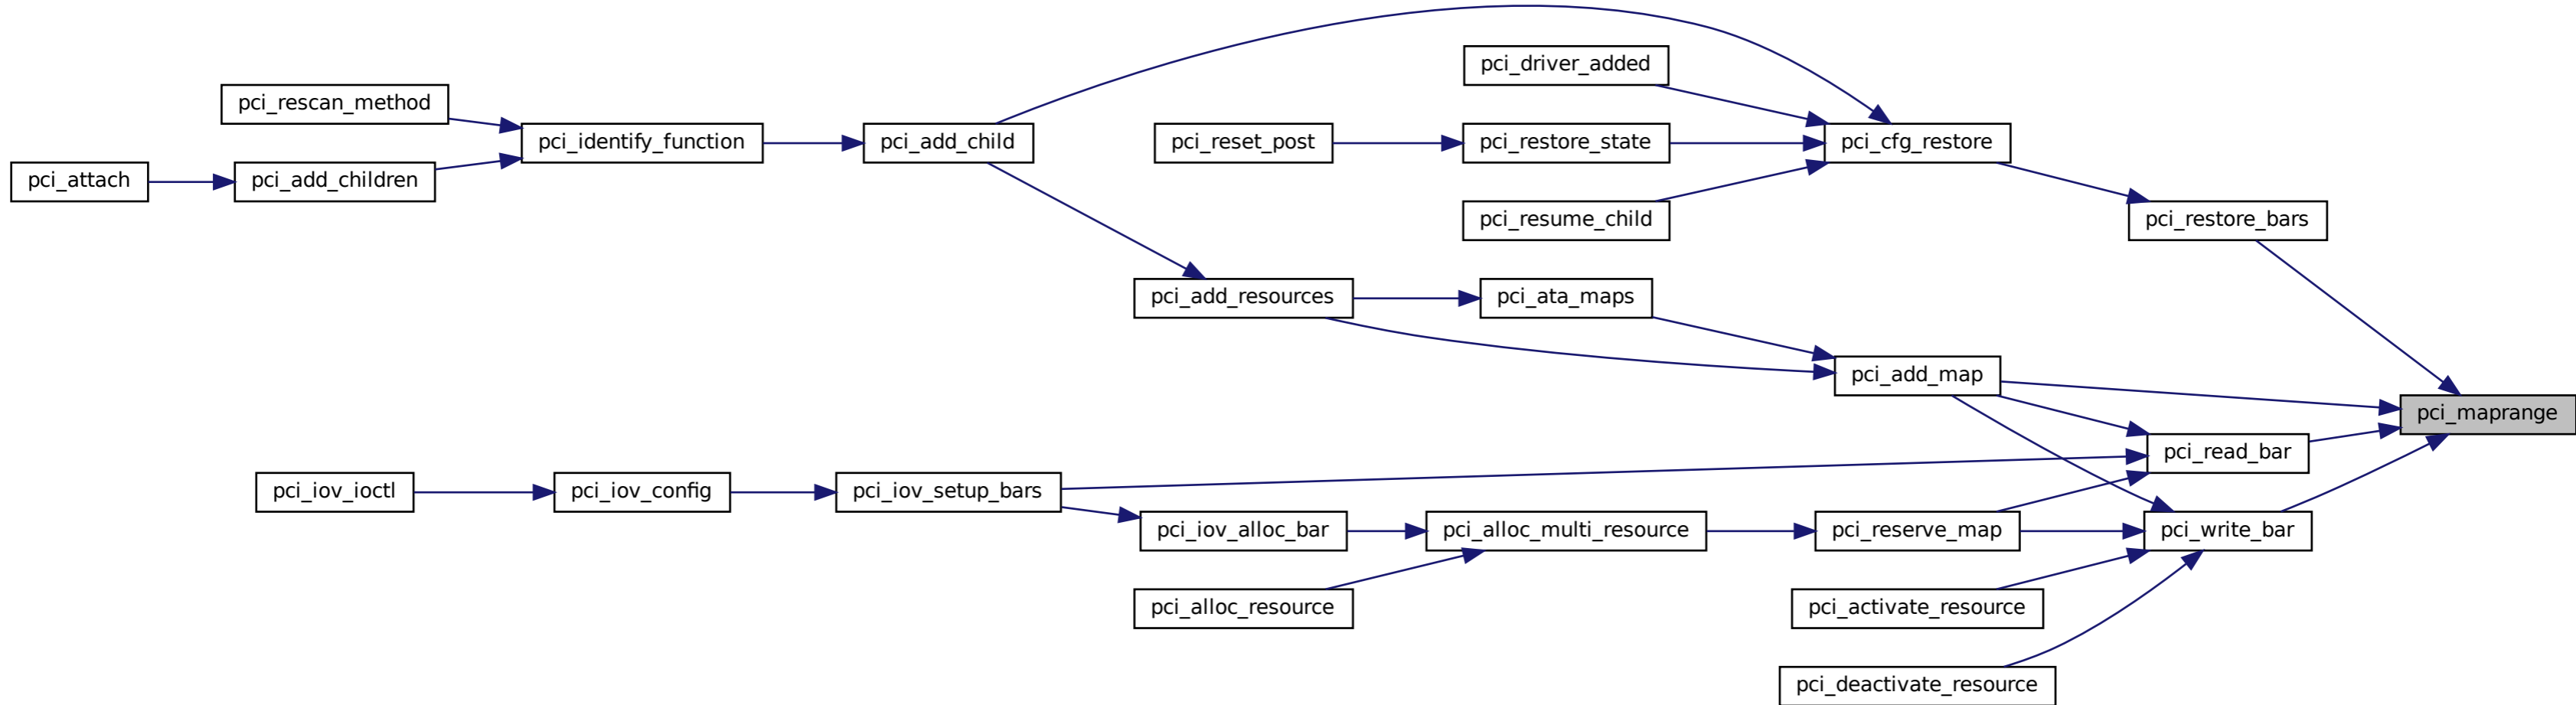 pci_driver_added
pci_rescan_method
pci_identify_function
pci_add_child
pci_reset_post
pci_restore_state
pci_cfg_restore
pci_attach
pci_add_children
pci_resume_child
pci_restore_bars
pci_add_resources
pci_ata_maps
pci_add_map
pci_maprange
pci_read_bar
pci_iov_ioctl
pci_iov_config
pci_iov_setup_bars
pci_iov_alloc_bar
pci_alloc_multi_resource
pci_reserve_map
pci_write_bar
pci_alloc_resource
pci_activate_resource
pci_deactivate_resource